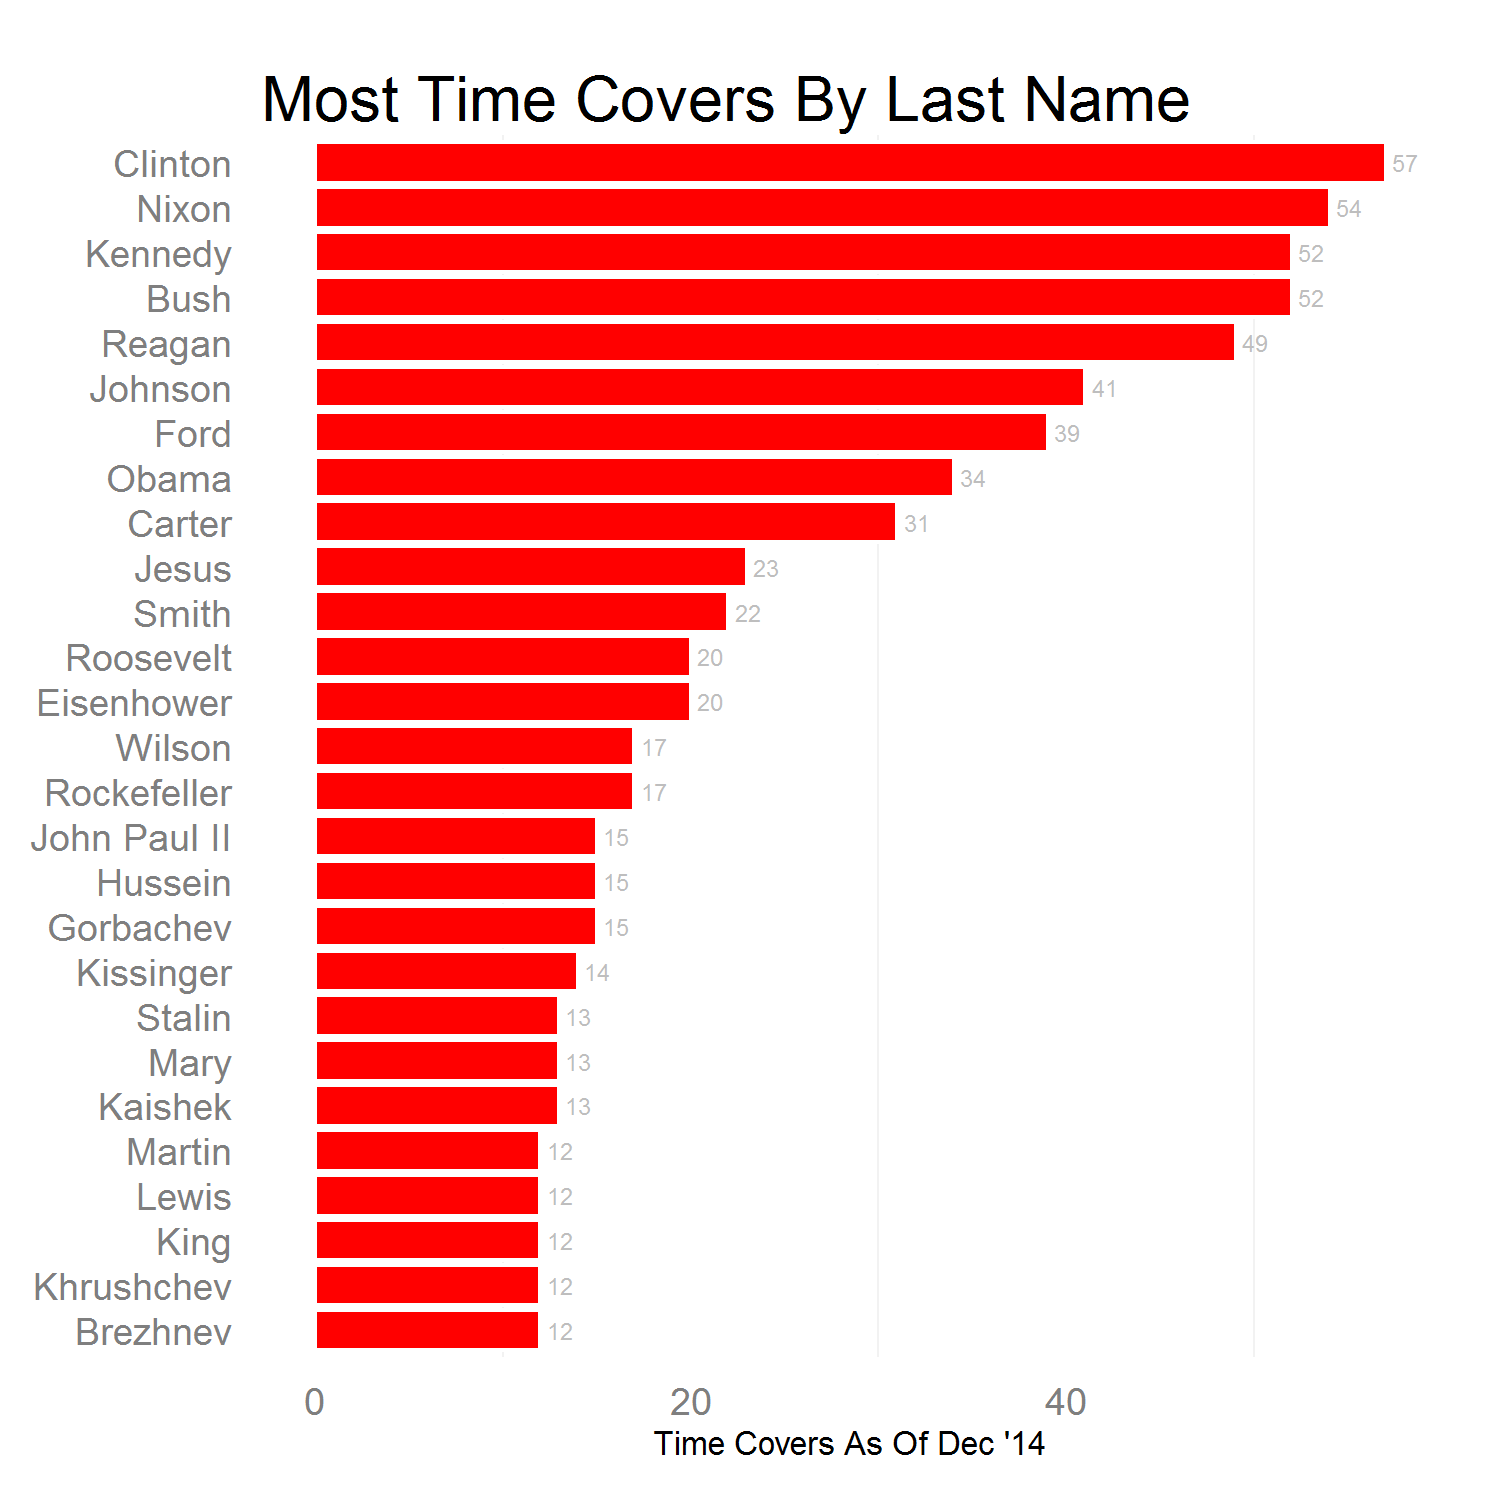 Most Time Covers By Last Name
Clinton 57
Nixon 54
Kennedy 52
Bush 52
Reagan 49
Johnson 41
Ford 39
Obama 34
Carter 31
Jesus 23
Smith 22
Roosevelt 20
Eisenhower 20
Wilson 17
Rockefeller 17
John Paul II 15
Hussein 15
Gorbachev 15
Kissinger 14
Stalin 13
Mary 13
Kaishek 13
Martin 12
Lewis 12
King 12
Khrushchev 12
Brezhnev 12
0 20 40
Time Covers As Of Dec '14